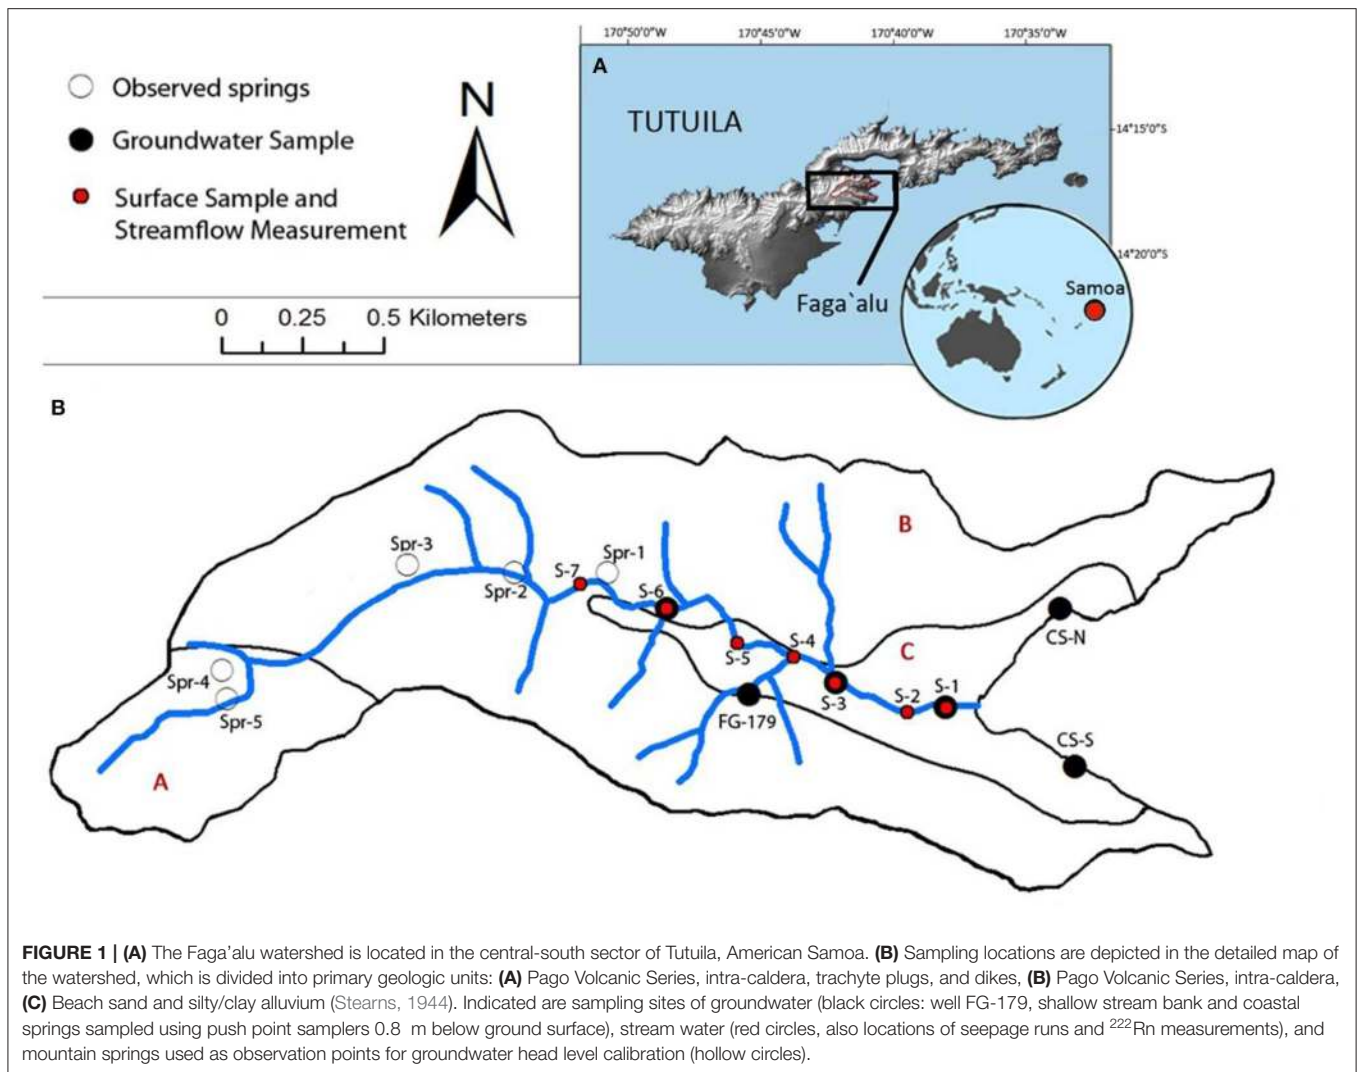 170°50'0"W 170°45'0"W 170°40'0"W 170°35'0"W
A
Observed springs
N
TUTUILA
14°15'0"S
Groundwater Sample
Surface Sample and
Streamflow Measurement
14°20'0"S
Samoa
Faga`alu
0 0.25 0.5 Kilometers
B
B
Spr-3
Spr-1
S-7
Spr-2
S-6
CS-N
S-4
C
S-5
Spr-4
S-3
S-2
S-1
Spr-5
FG-179
CS-S
A
FIGURE 1 | (A) The Faga'alu watershed is located in the central-south sector of Tutuila, American Samoa. (B) Sampling locations are depicted in the detailed map of
the watershed, which is divided into primary geologic units: (A) Pago Volcanic Series, intra-caldera, trachyte plugs, and dikes, (B) Pago Volcanic Series, intra-caldera,
(C) Beach sand and silty/clay alluvium (Stearns, 1944). Indicated are sampling sites of groundwater (black circles: well FG-179, shallow stream bank and coastal
springs sampled using push point samplers 0.8 m below ground surface), stream water (red circles, also locations of seepage runs and ²²²Rn measurements), and
mountain springs used as observation points for groundwater head level calibration (hollow circles).